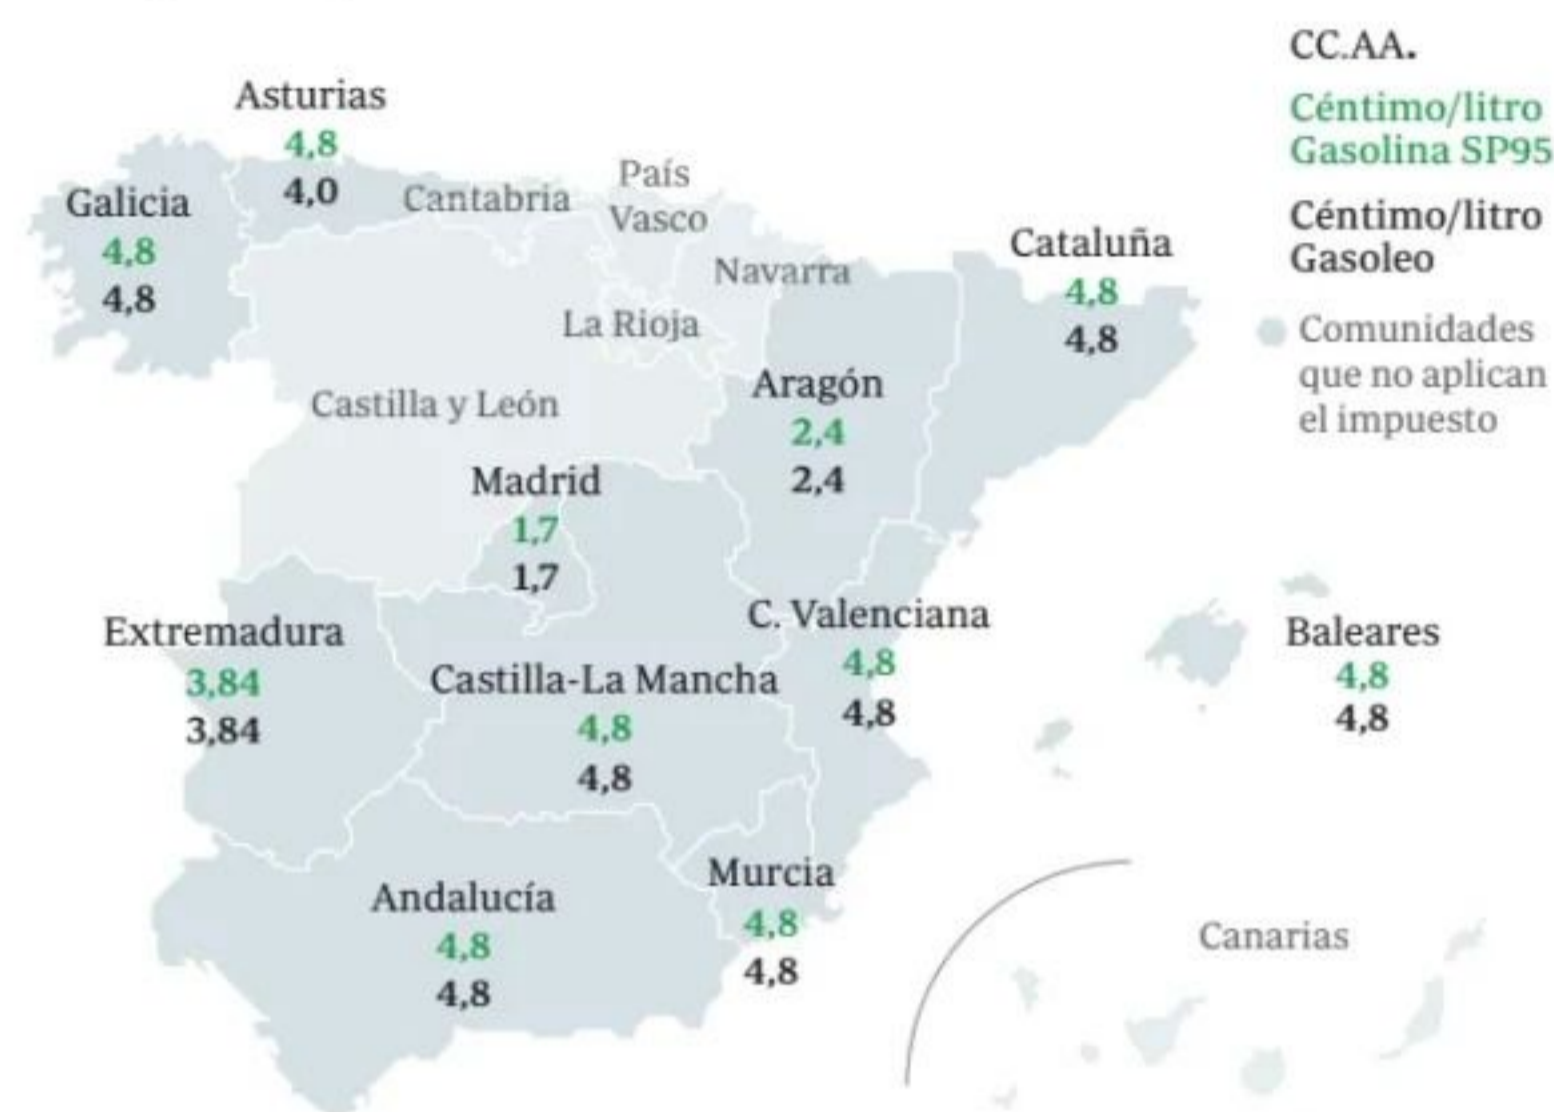 CC.AA.
Céntimo/litro
Gasolina SP95
Céntimo/litro
Gasoleo
Comunidades
que no aplican
el impuesto
Asturias
4,8
4,0
Galicia
4,8
4,8
Cantabria
País
Vasco
Navarra
La Rioja
Cataluña
4,8
4,8
Aragón
2,4
2,4
Castilla y León
Madrid
1,7
1,7
Extremadura
3,84
3,84
Castilla-La Mancha
4,8
4,8
C. Valenciana
4,8
4,8
Baleares
4,8
4,8
Andalucía
4,8
4,8
Murcia
4,8
4,8
Canarias